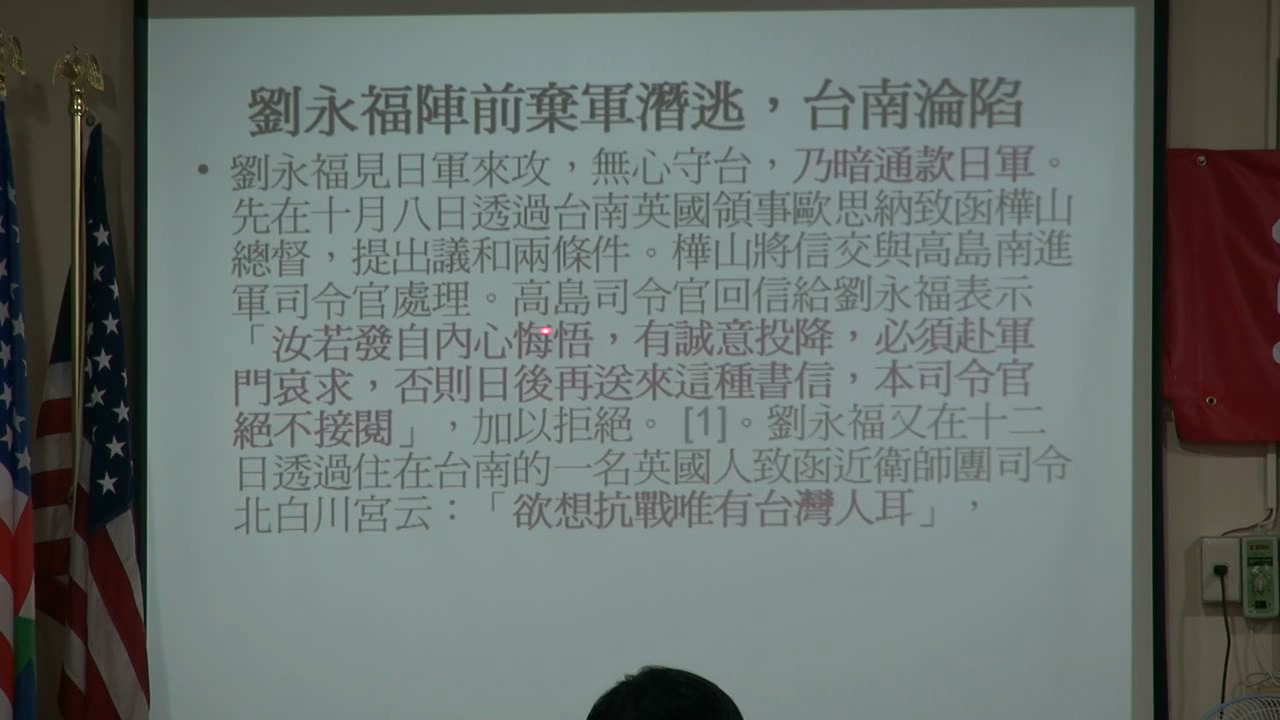 劉永福陣前棄軍潛逃，台南淪陷
• 劉永福見日軍來攻，無心守台，乃暗通款日軍。
先在十月八日透過台南英國領事歐思納致函樺山
總督，提出議和兩條件。樺山將信交與高島南進
軍司令官處理。高島司令官回信給劉永福表示
「汝若發自內心悔悟，有誠意投降，必須赴軍
門哀求，否則日後再送來這種書信，本司令官
絕不接閱」，加以拒絕。[1]。劉永福又在十二
日透過住在台南的一名英國人致函近衛師團司令
北白川宮云：「欲想抗戰唯有台灣人耳」，